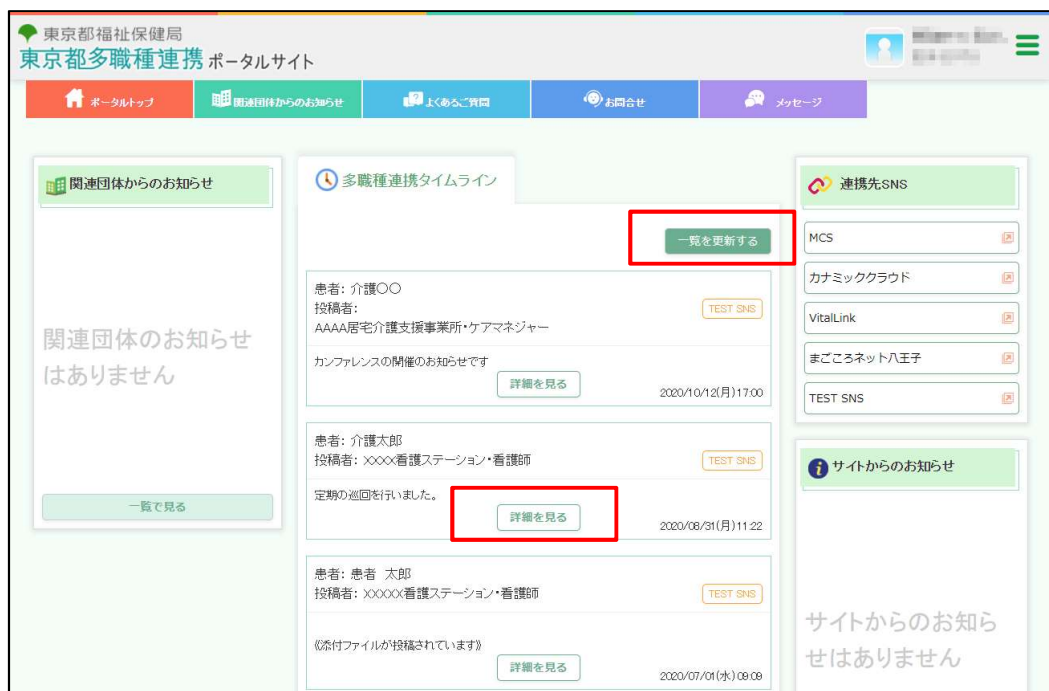 東京都福祉保健局
東京都多職種連携 ポータルサイト
ポータルトップ
関連団体からのお知らせ
よくあるご質問
お問合せ
メッセージ
関連団体からのお知らせ
関連団体のお知らせ
はありません
一覧で見る
多職種連携タイムライン
一覧を更新する
患者: 介護〇〇
投稿者:
AAAA居宅介護支援事業所・ケアマネジャー
TEST SNS
カンファレンスの開催のお知らせです
詳細を見る
2020/10/12(月)17:00
患者: 介護太郎
投稿者: XXXX看護ステーション・看護師
TEST SNS
定期の巡回を行いました。
詳細を見る
2020/08/31(月)11:22
患者: 患者 太郎
投稿者: XXXXX看護ステーション・看護師
TEST SNS
《添付ファイルが投稿されています》
詳細を見る
2020/07/01(水)09:09
連携先SNS
MCS
カナミッククラウド
VitalLink
まごころネット八王子
TEST SNS
サイトからのお知らせ
サイトからのお知ら
せはありません